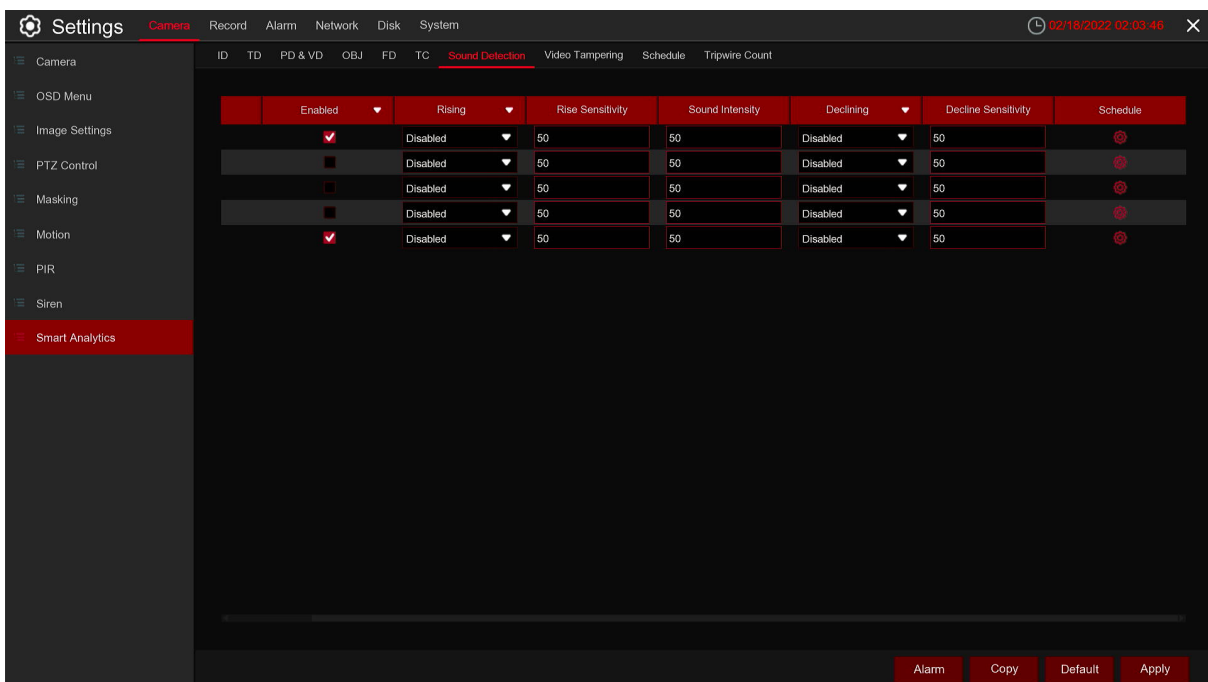 Settings Camera Record Alarm Network Disk System 02/18/2022 02:03:46
ID TD PD & VD OBJ FD TC Sound Detection Video Tampering Schedule Tripwire Count
Camera
OSD Menu
Image Settings
PTZ Control
Masking
Motion
PIR
Siren
Smart Analytics
Enabled Rising Rise Sensitivity Sound Intensity Declining Decline Sensitivity Schedule
Disabled 50 50 Disabled 50
Disabled 50 50 Disabled 50
Disabled 50 50 Disabled 50
Disabled 50 50 Disabled 50
Disabled 50 50 Disabled 50
Alarm Copy Default Apply